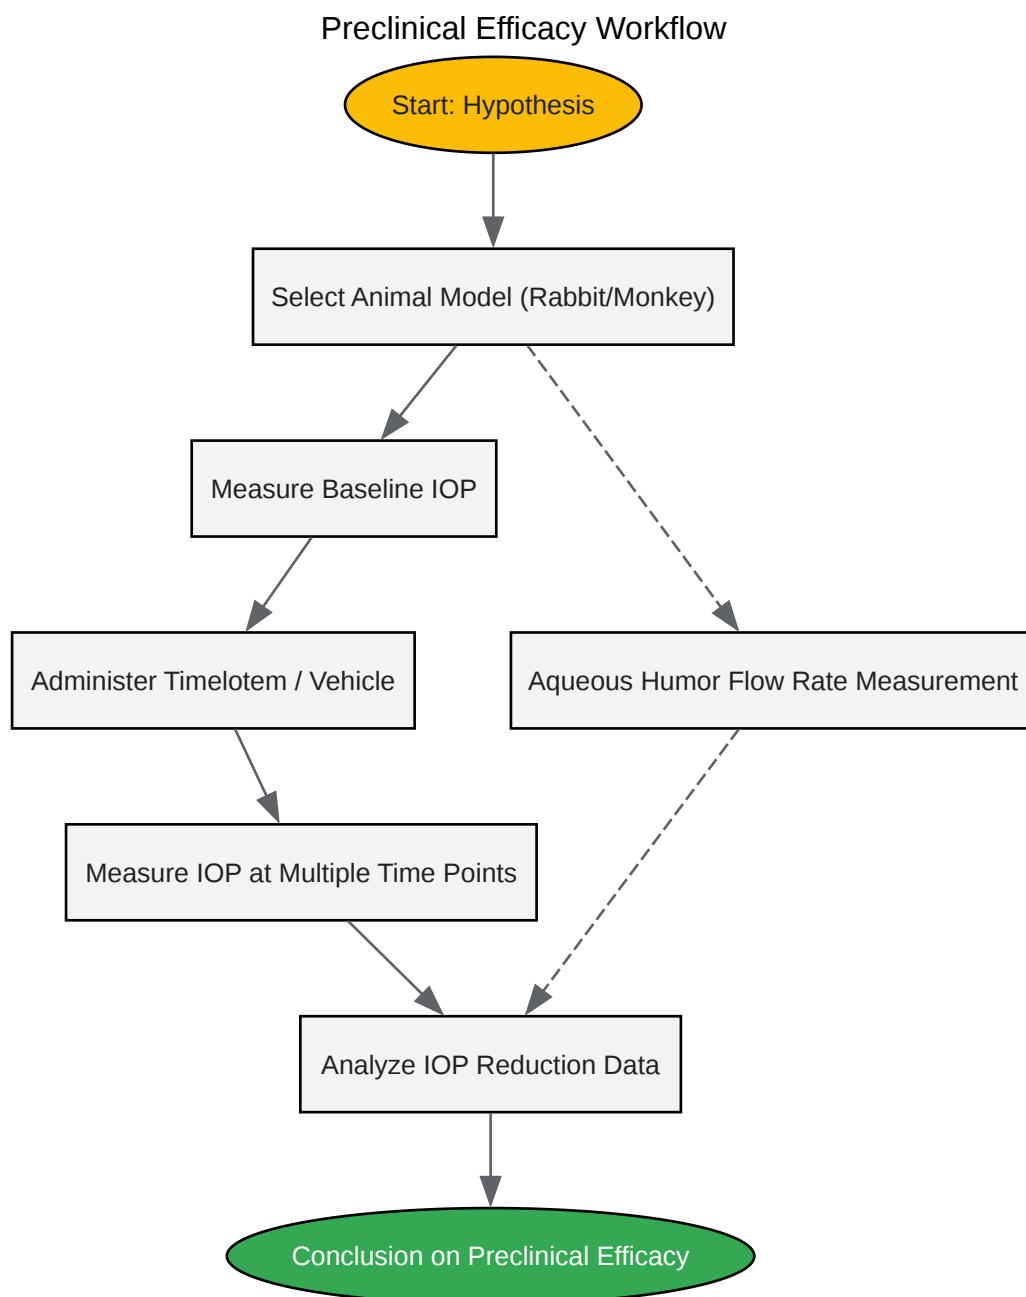 Preclinical Efficacy Workflow
Start: Hypothesis
Select Animal Model (Rabbit/Monkey)
Measure Baseline IOP
Administer Timelotem / Vehicle
Aqueous Humor Flow Rate Measurement
Measure IOP at Multiple Time Points
Analyze IOP Reduction Data
Conclusion on Preclinical Efficacy